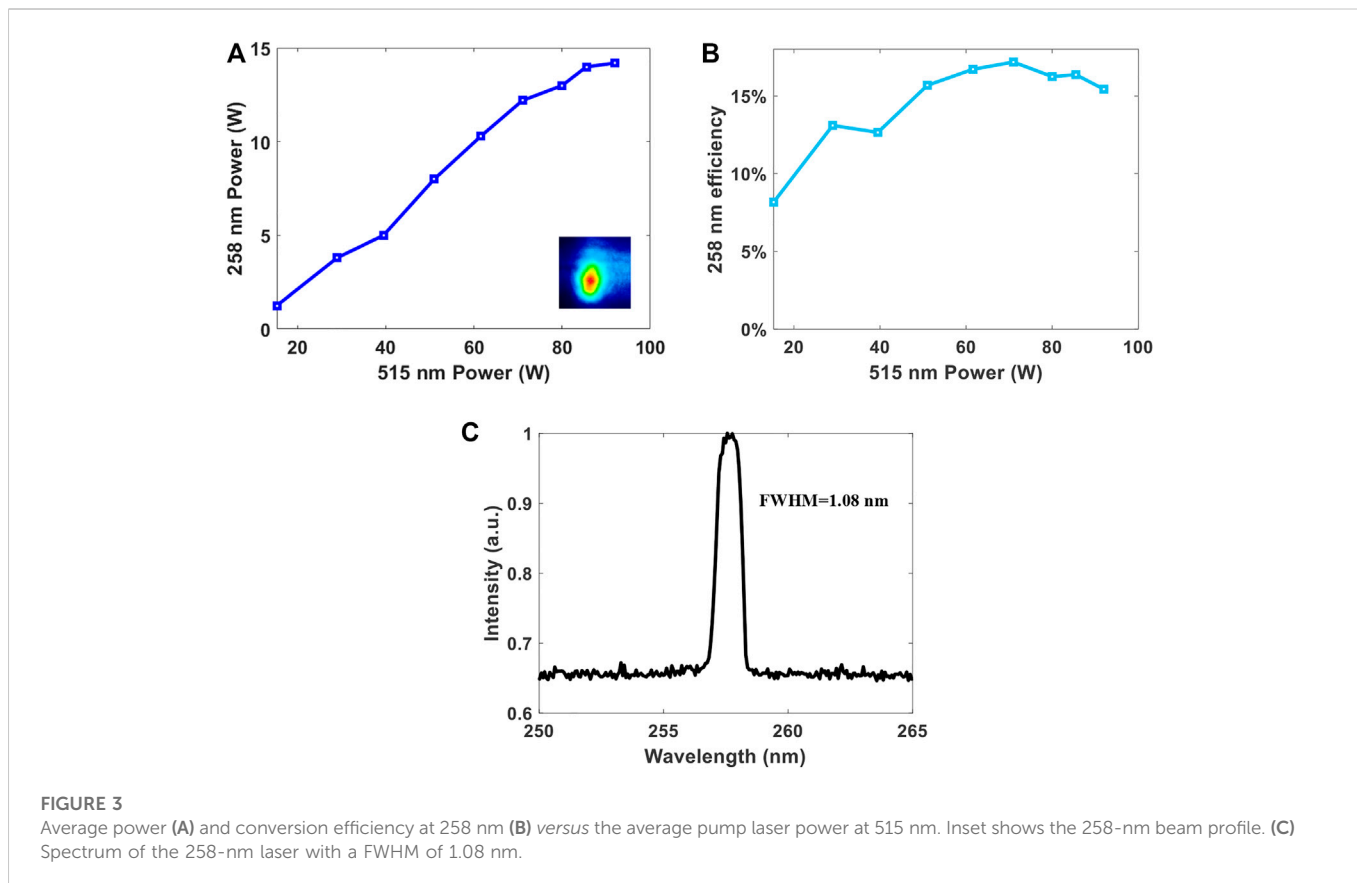 A
15
10
5
0
258 nm Power (W)
20 40 60 80 100
515 nm Power (W)
B
15%
10%
5%
0%
258 nm efficiency
20 40 60 80 100
515 nm Power (W)
C
1
0.9
0.8
0.7
0.6
Intensity (a.u.)
FWHM=1.08 nm
250 255 260 265
Wavelength (nm)
FIGURE 3
Average power (A) and conversion efficiency at 258 nm (B) versus the average pump laser power at 515 nm. Inset shows the 258-nm beam profile. (C)
Spectrum of the 258-nm laser with a FWHM of 1.08 nm.